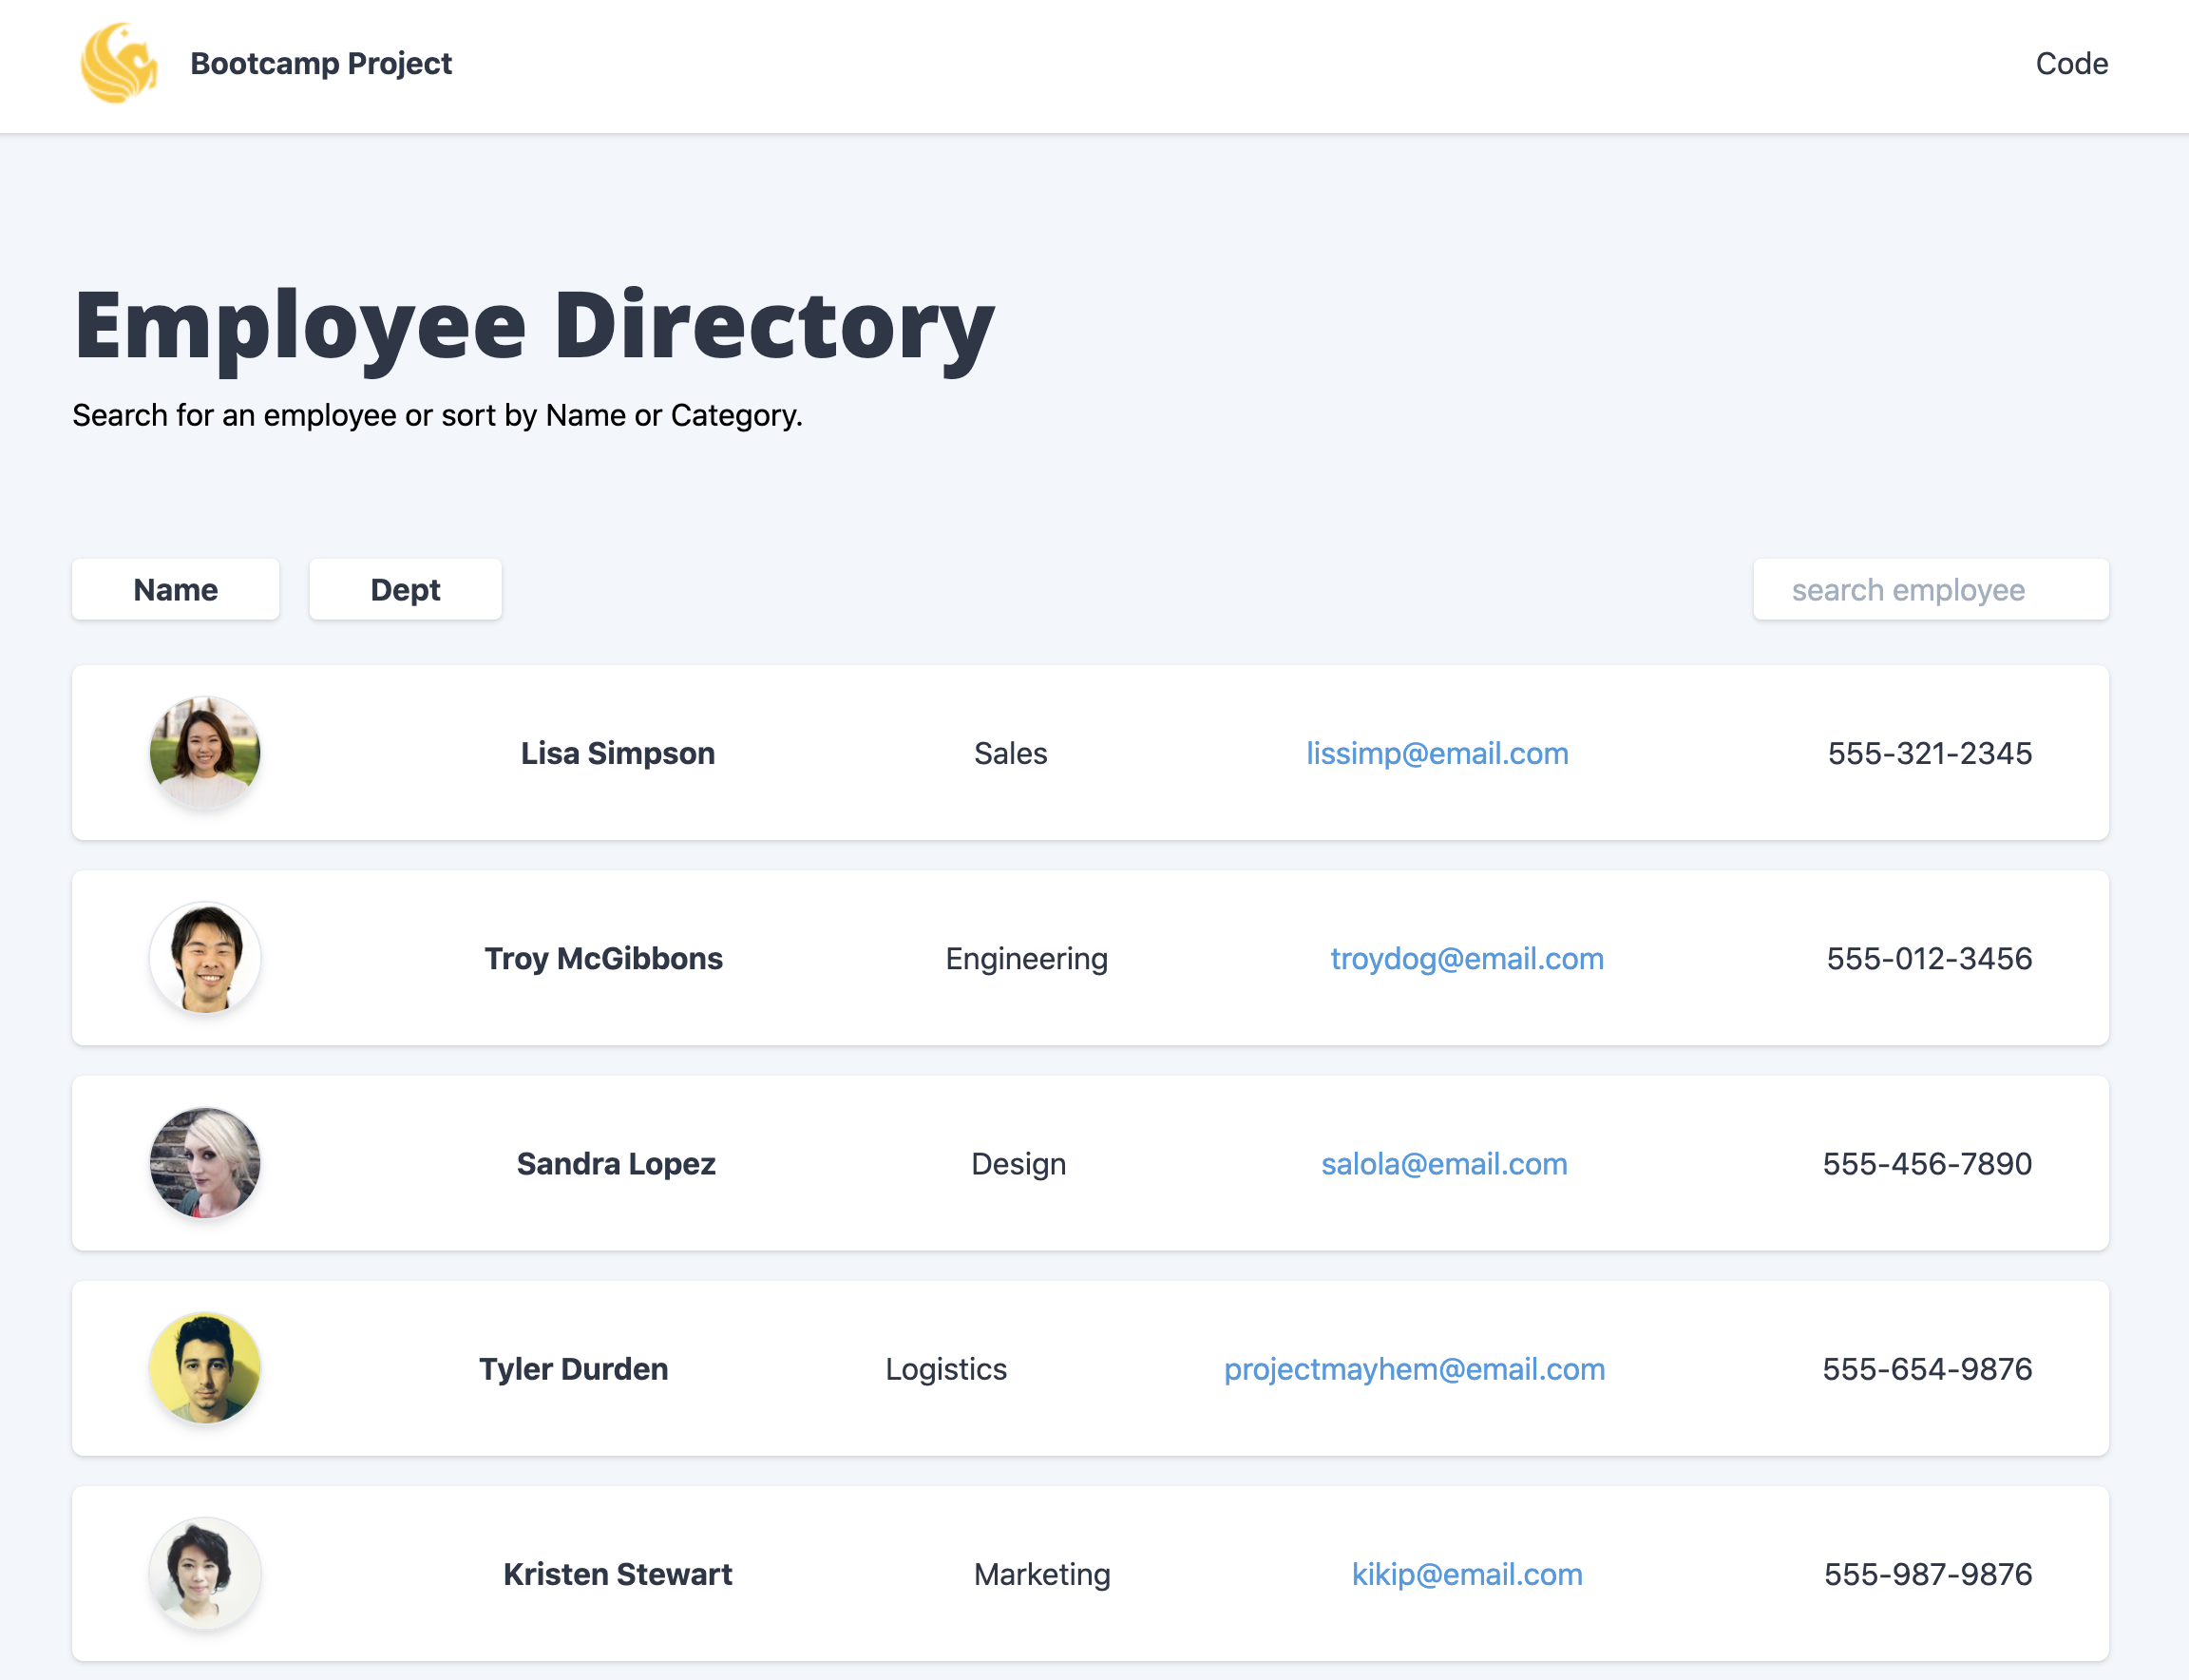 Bootcamp Project Code
Employee Directory
Search for an employee or sort by Name or Category.
Name Dept search employee
Lisa Simpson Sales lissimp@email.com 555-321-2345
Troy McGibbons Engineering troydog@email.com 555-012-3456
Sandra Lopez Design salola@email.com 555-456-7890
Tyler Durden Logistics projectmayhem@email.com 555-654-9876
Kristen Stewart Marketing kikip@email.com 555-987-9876